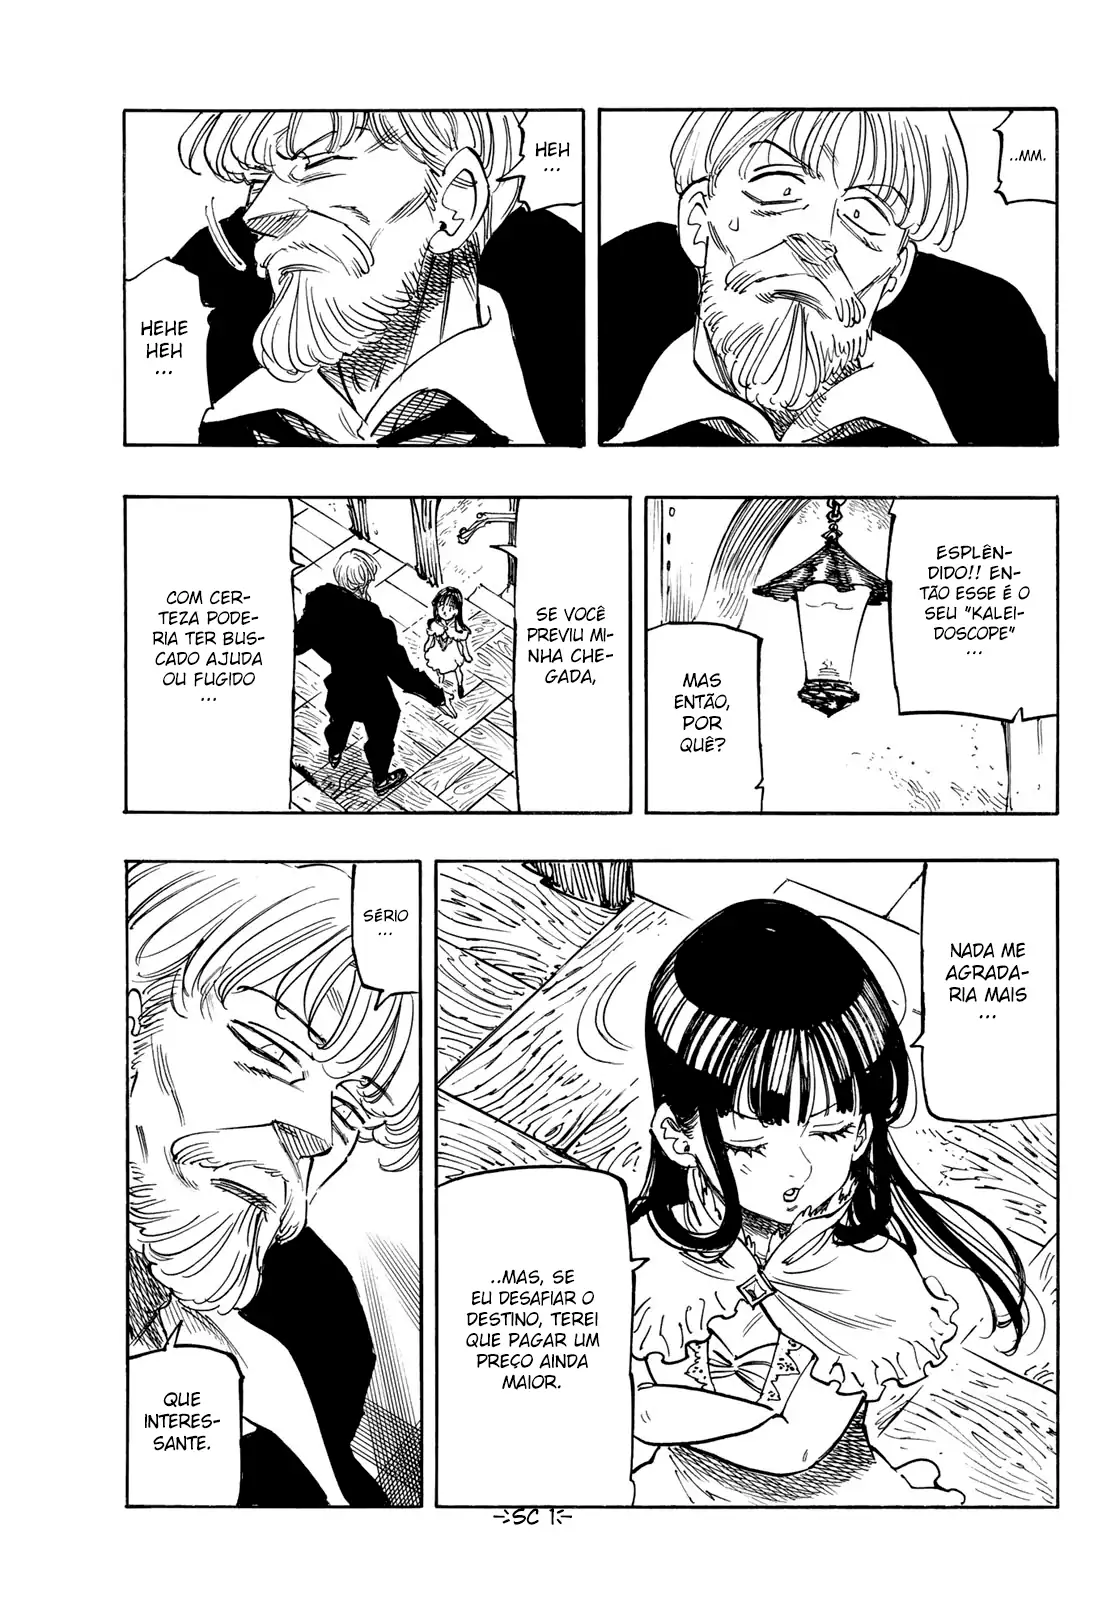 ..MM.
HEH
...
HEHE
HEH
...
ESPLÊN-
DIDO!! EN-
TÃO ESSE É O
SEU "KALEI-
DOSCOPE"
...
MAS
ENTÃO,
POR
QUÊ?
SE VOCÊ
PREVIU MI-
NHA CHE-
GADA,
COM CER-
TEZA PODE-
RIA TER BUS-
CADO AJUDA
OU FUGIDO
...
NADA ME
AGRADA-
RIA MAIS
...
..MAS, SE
EU DESAFIAR O
DESTINO, TEREI
QUE PAGAR UM
PREÇO AINDA
MAIOR.
SÉRIO
...
QUE
INTERES-
SANTE.
SC 1